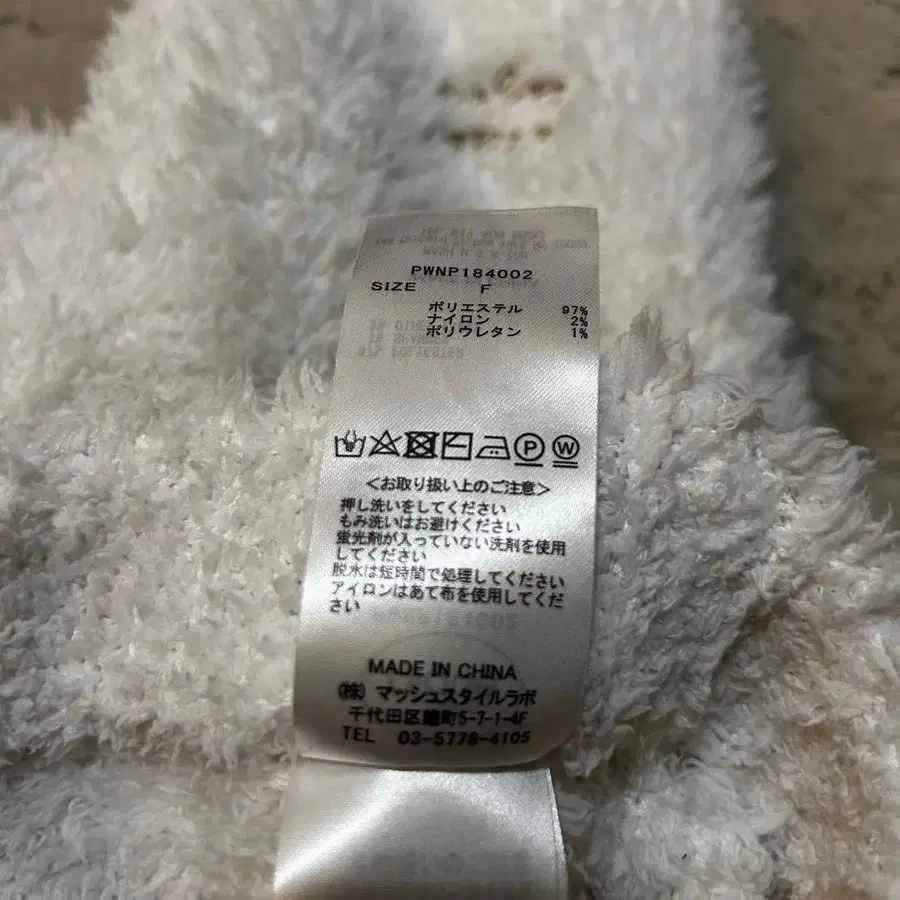 PWNP184002
SIZE F
ポリエステル 97%
ナイロン 2%
ポリウレタン 1%
P W
<お取り扱い上のご注意>
押し洗いをしてください
もみ洗いはお避けください
蛍光剤が入っていない洗剤を使用
してください
脱水は短時間で処理してください
アイロンはあて布を使用してくだ
さい
MADE IN CHINA
(株) マッシュスタイルラボ
千代田区麹町5-7-1-4F
TEL 03-5778-4105